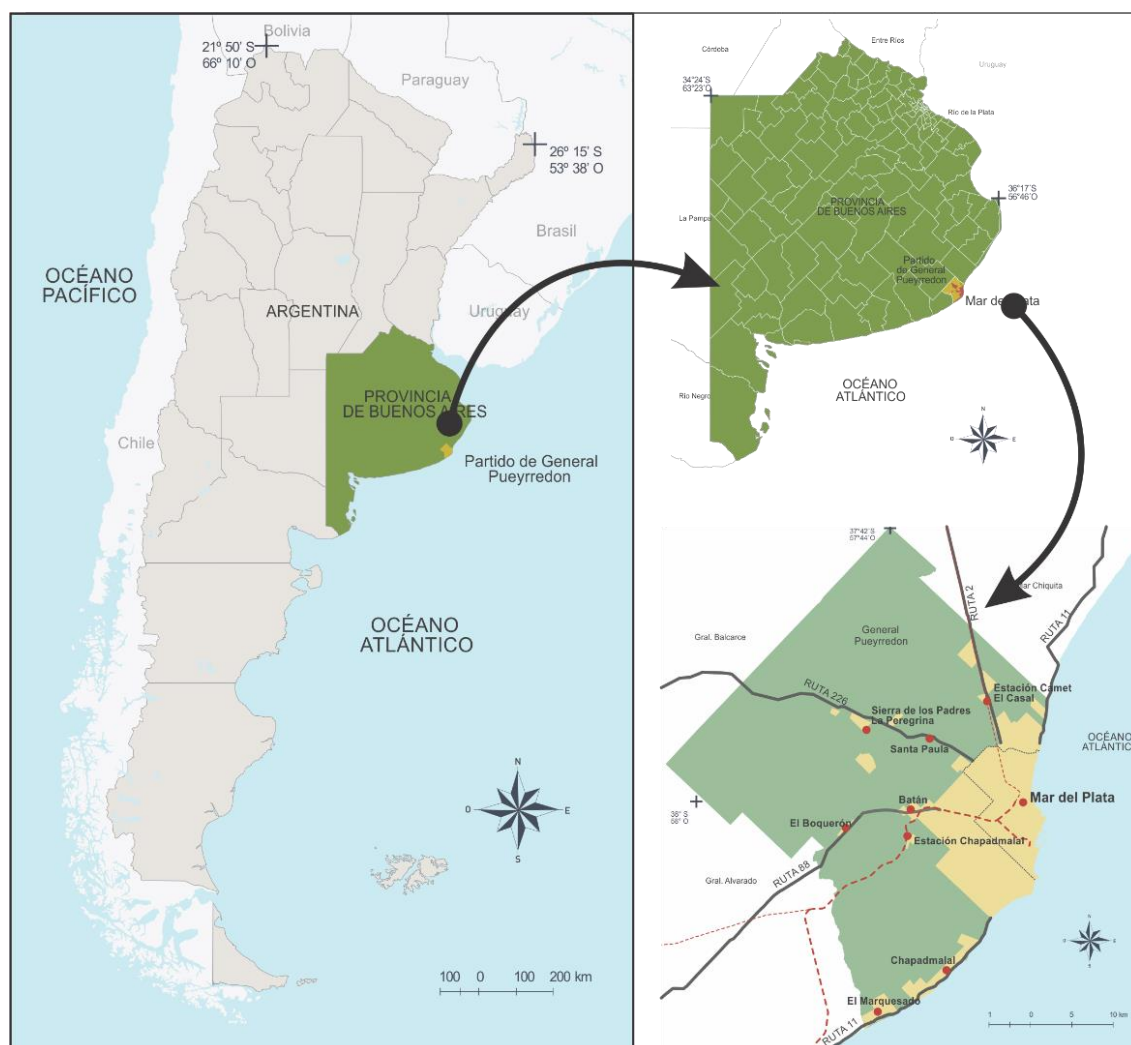 Bolivia
21º 50' S
66º 10' O
Paraguay
26º 15' S
53º 38' O
Brasil
OCÉANO
PACÍFICO
ARGENTINA
Uruguay
PROVINCIA
DE BUENOS AIRES
Chile
Partido de General
Pueyrredon
OCÉANO
ATLÁNTICO
N
O
E
S
100 0 100 200 km
Entre Ríos
Córdoba
Uruguay
34°24'S
63°23'O
Río de la Plata
36°17'S
56°46'O
PROVINCIA
DE BUENOS AIRES
La Pampa
Partido
de General
Pueyrredon
Mar del Plata
OCÉANO
ATLÁNTICO
Río Negro
N
E
S
37°42' S
57°44' O
Mar Chiquita
RUTA 2
RUTA 11
General
Pueyrredon
Gral. Balcarce
RUTA 226
Estación Camet
El Casal
Sierra de los Padres
La Peregrina
Santa Paula
OCÉANO
ATLÁNTICO
Batán
Mar del Plata
38° S
58° O
El Boquerón
Estación Chapadmalal
RUTA 88
Gral. Alvarado
Chapadmalal
El Marquesado
RUTA 11
1 0 5 10 km